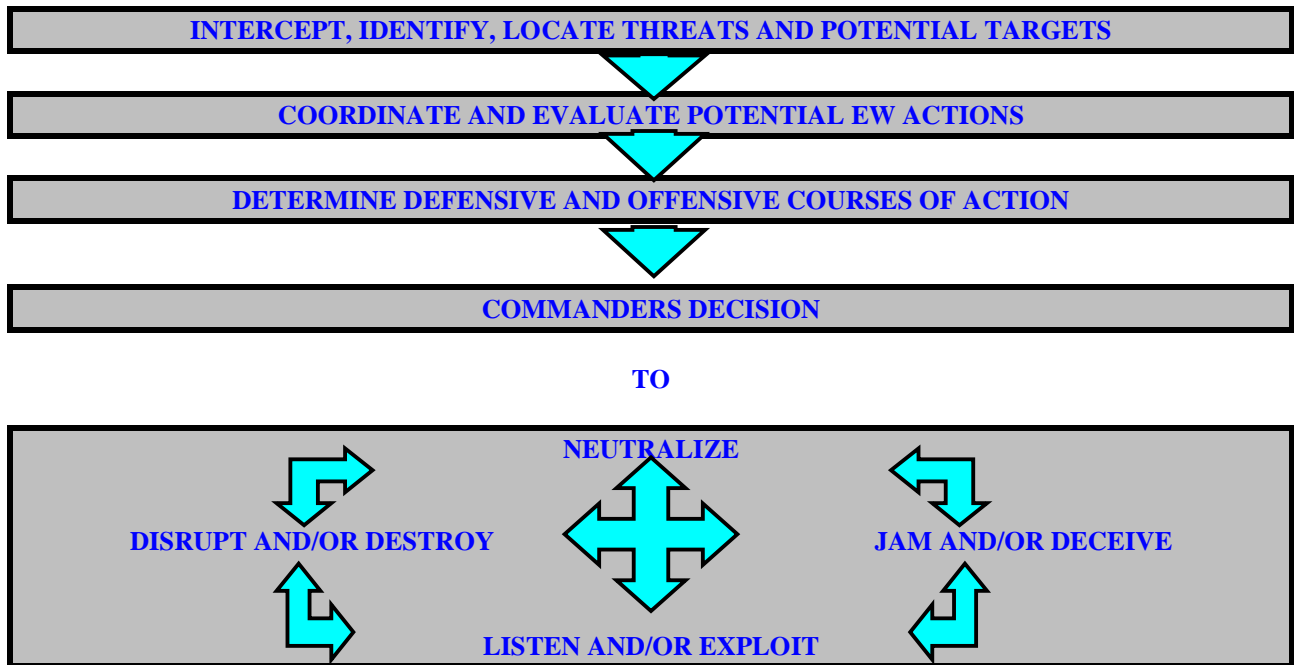 INTERCEPT, IDENTIFY, LOCATE THREATS AND POTENTIAL TARGETS
COORDINATE AND EVALUATE POTENTIAL EW ACTIONS
DETERMINE DEFENSIVE AND OFFENSIVE COURSES OF ACTION
COMMANDERS DECISION
TO
NEUTRALIZE
DISRUPT AND/OR DESTROY
JAM AND/OR DECEIVE
LISTEN AND/OR EXPLOIT